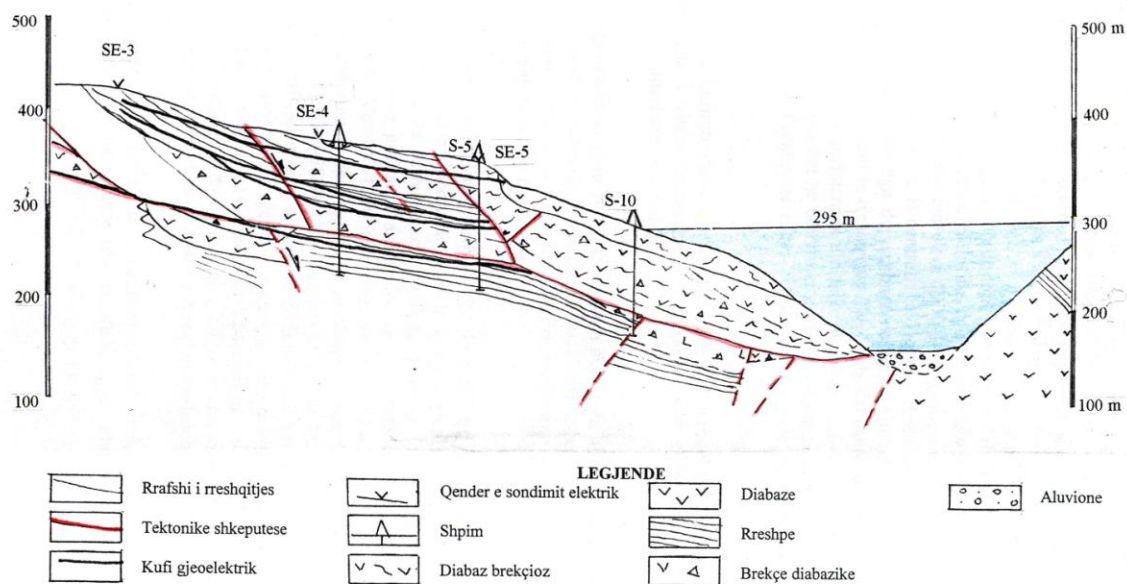 500
500 m
SE-3
400
400
SE-4
S-5
SE-5
S-10
300
300
295 m
200
200
100
100 m
LEGJENDE
Rrafshi i rreshqitjes
Qender e sondimit elektrik
Diabaze
Aluvione
Tektonike shkeputese
Shpim
Rreshpe
Kufi gjeoelektrik
Diabaz brekçioz
Brekçe diabazike